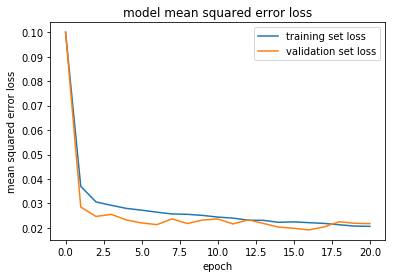 model mean squared error loss
training set loss
validation set loss
0.10
0.09
0.08
0.07
0.06
0.05
0.04
0.03
0.02
mean squared error loss
0.0 2.5 5.0 7.5 10.0 12.5 15.0 17.5 20.0
epoch